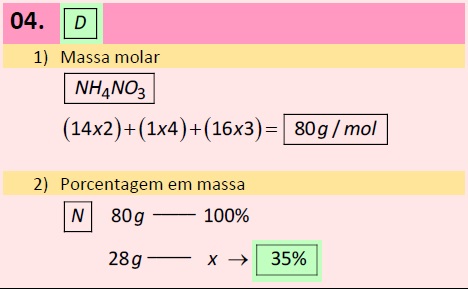 04. D
1) Massa molar
NH₄NO₃
(14x2)+(1x4)+(16x3)= 80g/mol
2) Porcentagem em massa
N 80g —— 100%
28g —— x → 35%